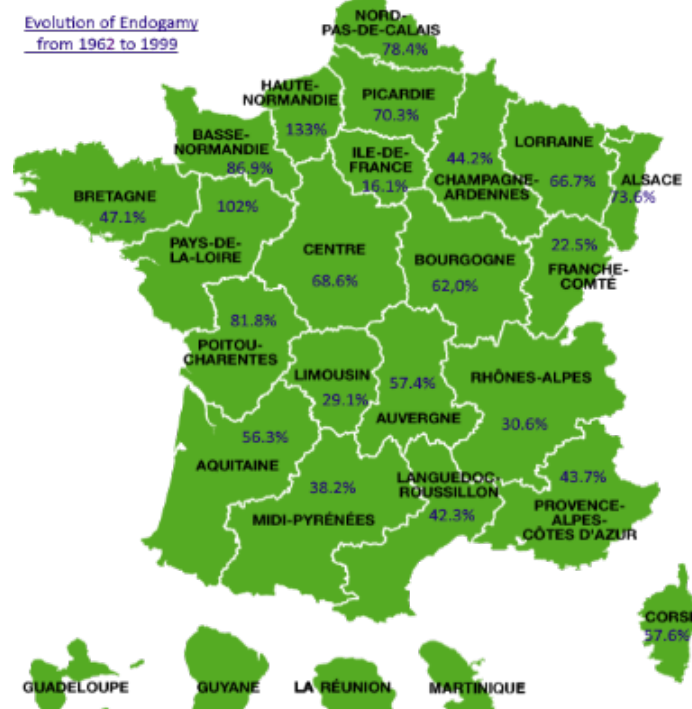 Evolution of Endogamy
from 1962 to 1999
NORD-
PAS-DE-CALAIS
78.4%
HAUTE-
NORMANDIE
133%
PICARDIE
70.3%
BASSE-
NORMANDIE
86.9%
ILE-DE-
FRANCE
16.1%
44.2%
CHAMPAGNE-
ARDENNES
LORRAINE
66.7%
ALSACE
73.6%
BRETAGNE
47.1%
102%
PAYS-DE-
LA-LOIRE
CENTRE
68.6%
BOURGOGNE
62,0%
22.5%
FRANCHE-
COMTÉ
81.8%
POITOU-
CHARENTES
LIMOUSIN
29.1%
57.4%
AUVERGNE
RHÔNES-ALPES
30.6%
56.3%
AQUITAINE
38.2%
MIDI-PYRÉNÉES
LANGUEDOC-
ROUSSILLON
42.3%
43.7%
PROVENCE-
ALPES-
CÔTES D'AZUR
CORSE
57.6%
GUADELOUPE
GUYANE
LA RÉUNION
MARTINIQUE